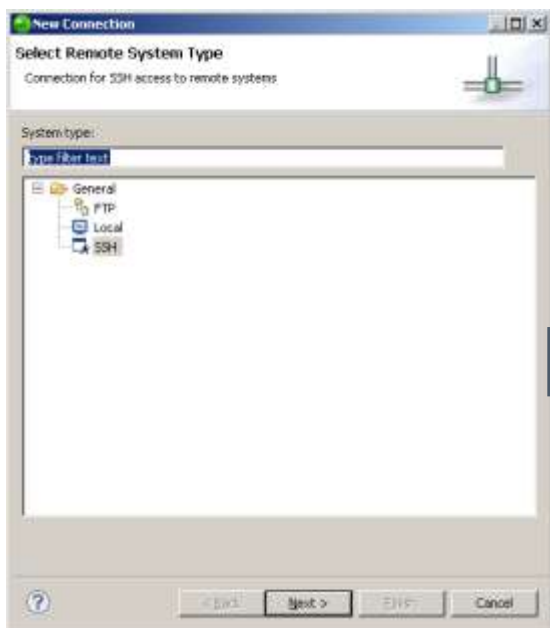 New Connection
Select Remote System Type
Connection for SSH access to remote systems
System type:
type filter text
General
FTP
Local
SSH
< Back
Next >
Finish
Cancel